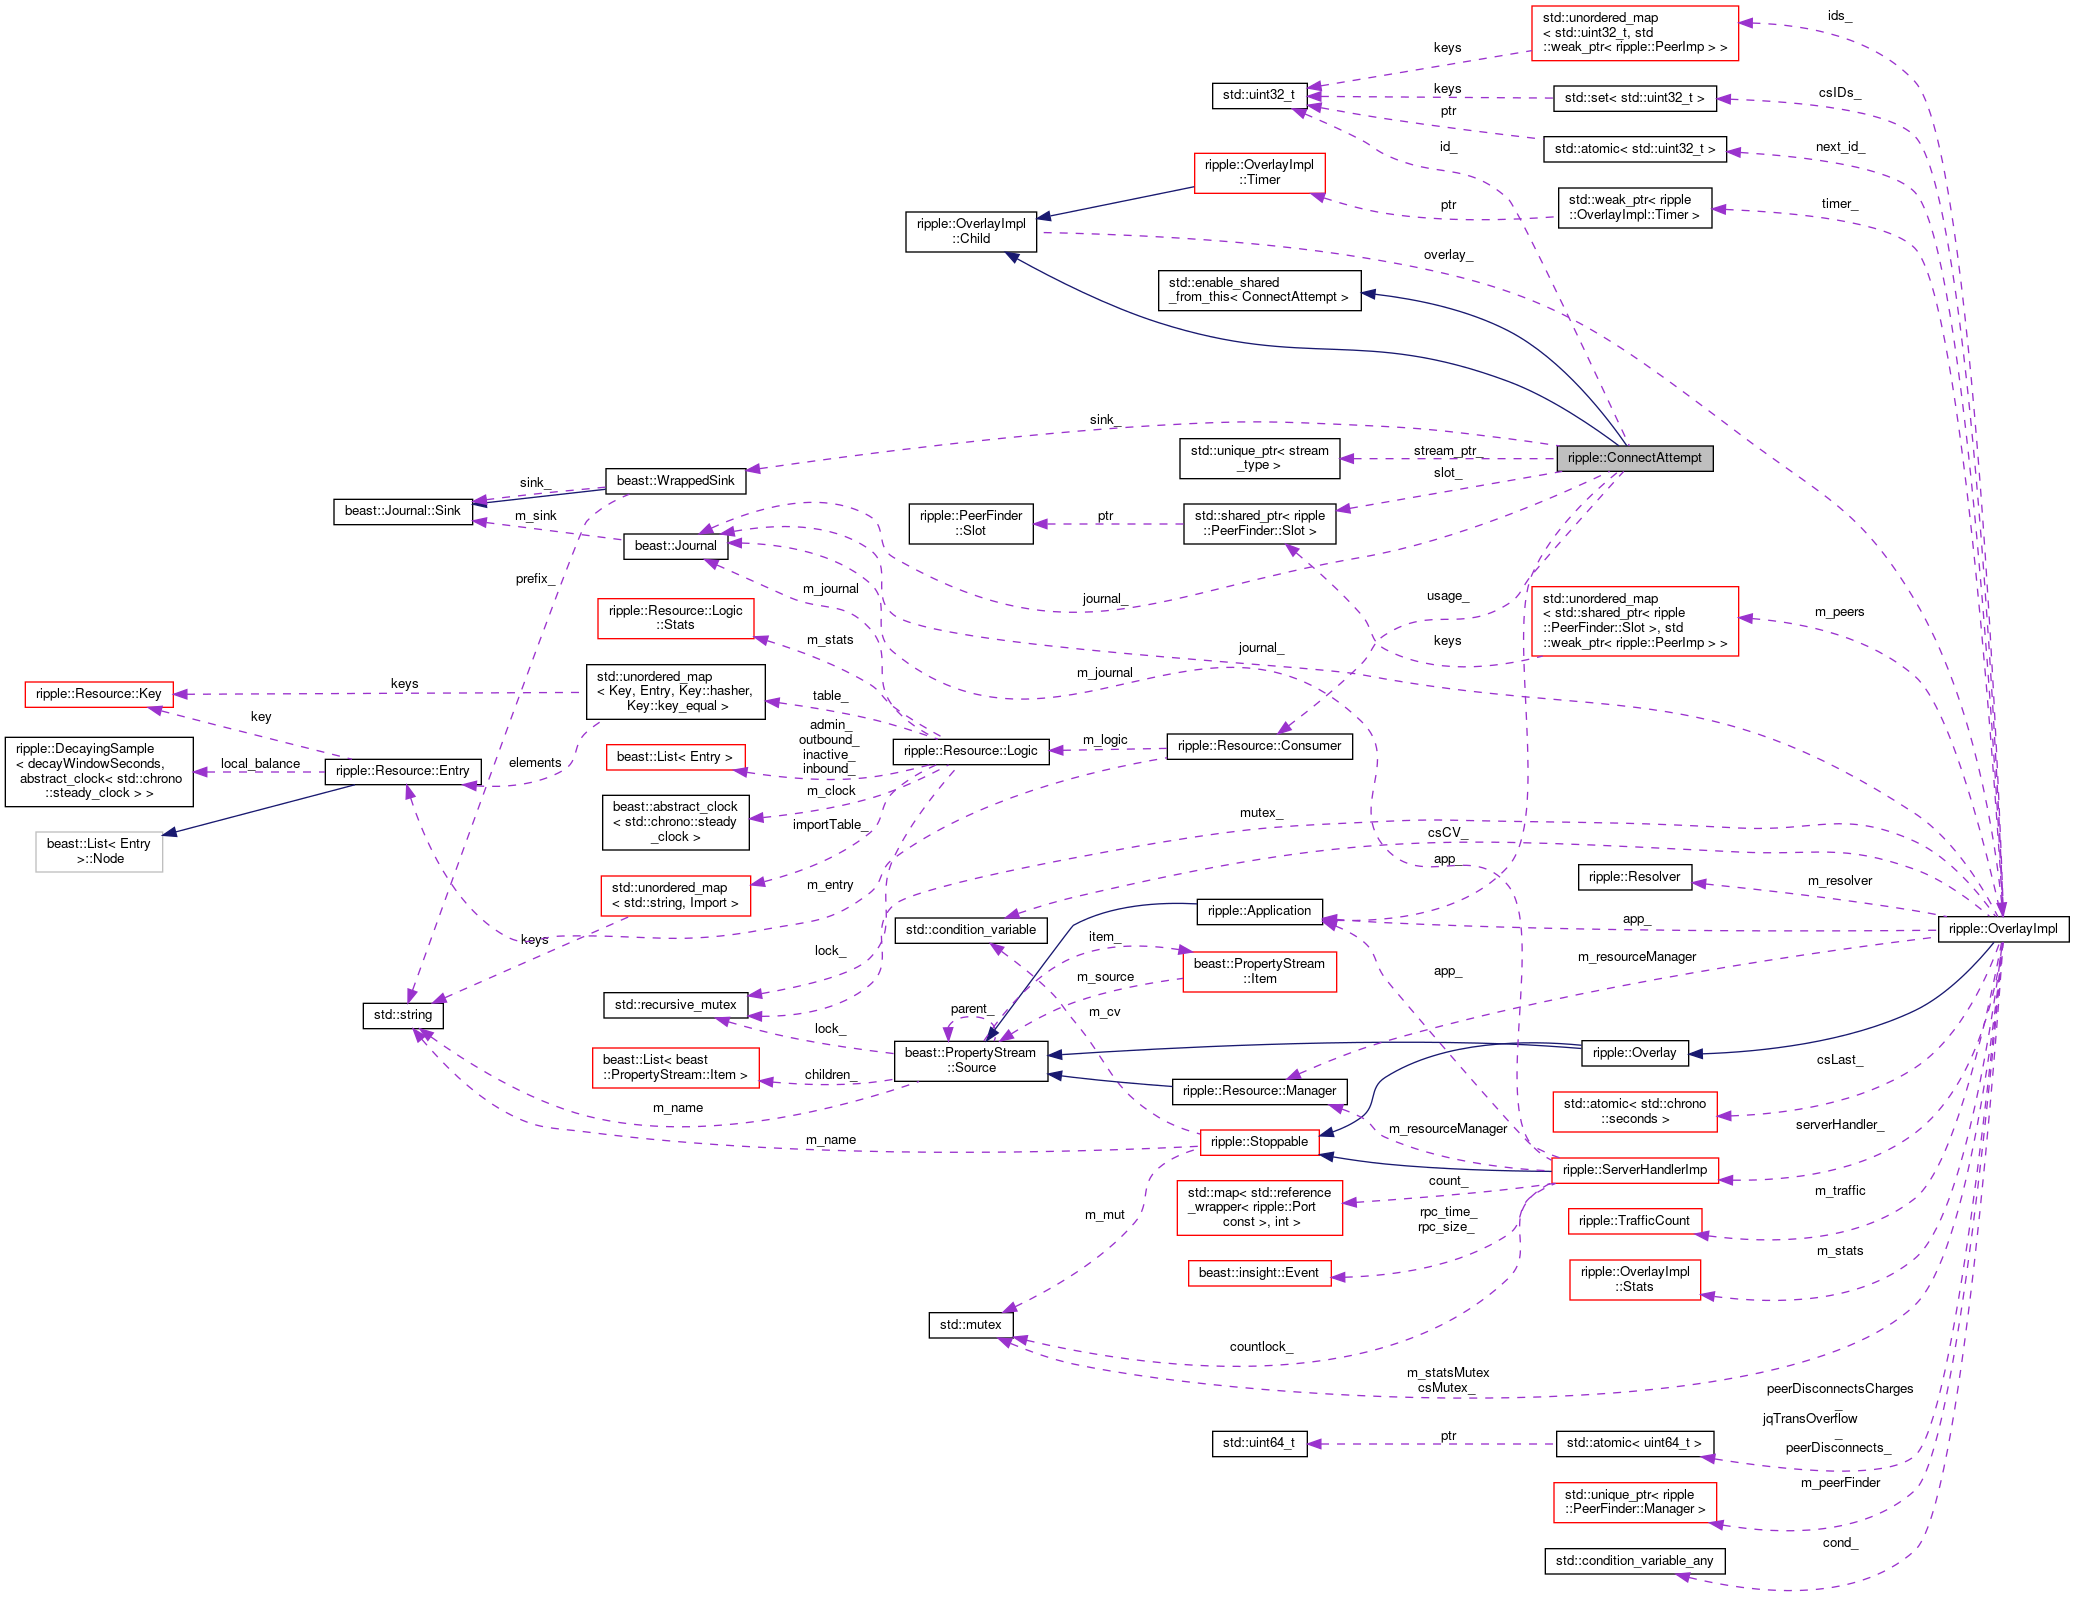 std::unordered_map
< std::uint32_t, std
::weak_ptr< ripple::PeerImp > >
ids_
keys
std::uint32_t
keys
std::set< std::uint32_t >
csIDs_
ptr
std::atomic< std::uint32_t >
next_id_
id_
ripple::OverlayImpl
::Timer
ptr
std::weak_ptr< ripple
::OverlayImpl::Timer >
timer_
ripple::OverlayImpl
::Child
overlay_
std::enable_shared
_from_this< ConnectAttempt >
sink_
std::unique_ptr< stream
_type >
stream_ptr_
ripple::ConnectAttempt
slot_
beast::WrappedSink
sink_
beast::Journal::Sink
m_sink
beast::Journal
ripple::PeerFinder
::Slot
ptr
std::shared_ptr< ripple
::PeerFinder::Slot >
prefix_
m_journal
journal_
usage_
std::unordered_map
< std::shared_ptr< ripple
::PeerFinder::Slot >, std
::weak_ptr< ripple::PeerImp > >
m_peers
ripple::Resource::Logic
::Stats
m_stats
keys
journal_
m_journal
ripple::Resource::Key
keys
std::unordered_map
< Key, Entry, Key::hasher,
Key::key_equal >
table_
key
admin_
outbound_
inactive_
inbound_
ripple::DecayingSample
< decayWindowSeconds,
abstract_clock< std::chrono
::steady_clock > >
local_balance
ripple::Resource::Entry
elements
beast::List< Entry >
ripple::Resource::Logic
m_logic
ripple::Resource::Consumer
m_clock
beast::abstract_clock
< std::chrono::steady
_clock >
importTable_
mutex_
csCV_
beast::List< Entry
>::Node
app_
std::unordered_map
< std::string, Import >
m_entry
ripple::Resolver
m_resolver
keys
std::condition_variable
ripple::Application
app_
ripple::OverlayImpl
item_
lock_
m_source
beast::PropertyStream
::Item
app_
m_resourceManager
std::string
std::recursive_mutex
parent_
m_cv
lock_
beast::PropertyStream
::Source
ripple::Overlay
csLast_
beast::List< beast
::PropertyStream::Item >
children_
ripple::Resource::Manager
m_name
std::atomic< std::chrono
::seconds >
m_name
ripple::Stoppable
m_resourceManager
serverHandler_
ripple::ServerHandlerImp
std::map< std::reference
_wrapper< ripple::Port
const >, int >
count_
m_traffic
m_mut
rpc_time_
rpc_size_
ripple::TrafficCount
beast::insight::Event
m_stats
ripple::OverlayImpl
::Stats
std::mutex
countlock_
m_statsMutex
csMutex_
peerDisconnectsCharges
_
jqTransOverflow
_
peerDisconnects_
std::uint64_t
ptr
std::atomic< uint64_t >
std::unique_ptr< ripple
::PeerFinder::Manager >
m_peerFinder
std::condition_variable_any
cond_